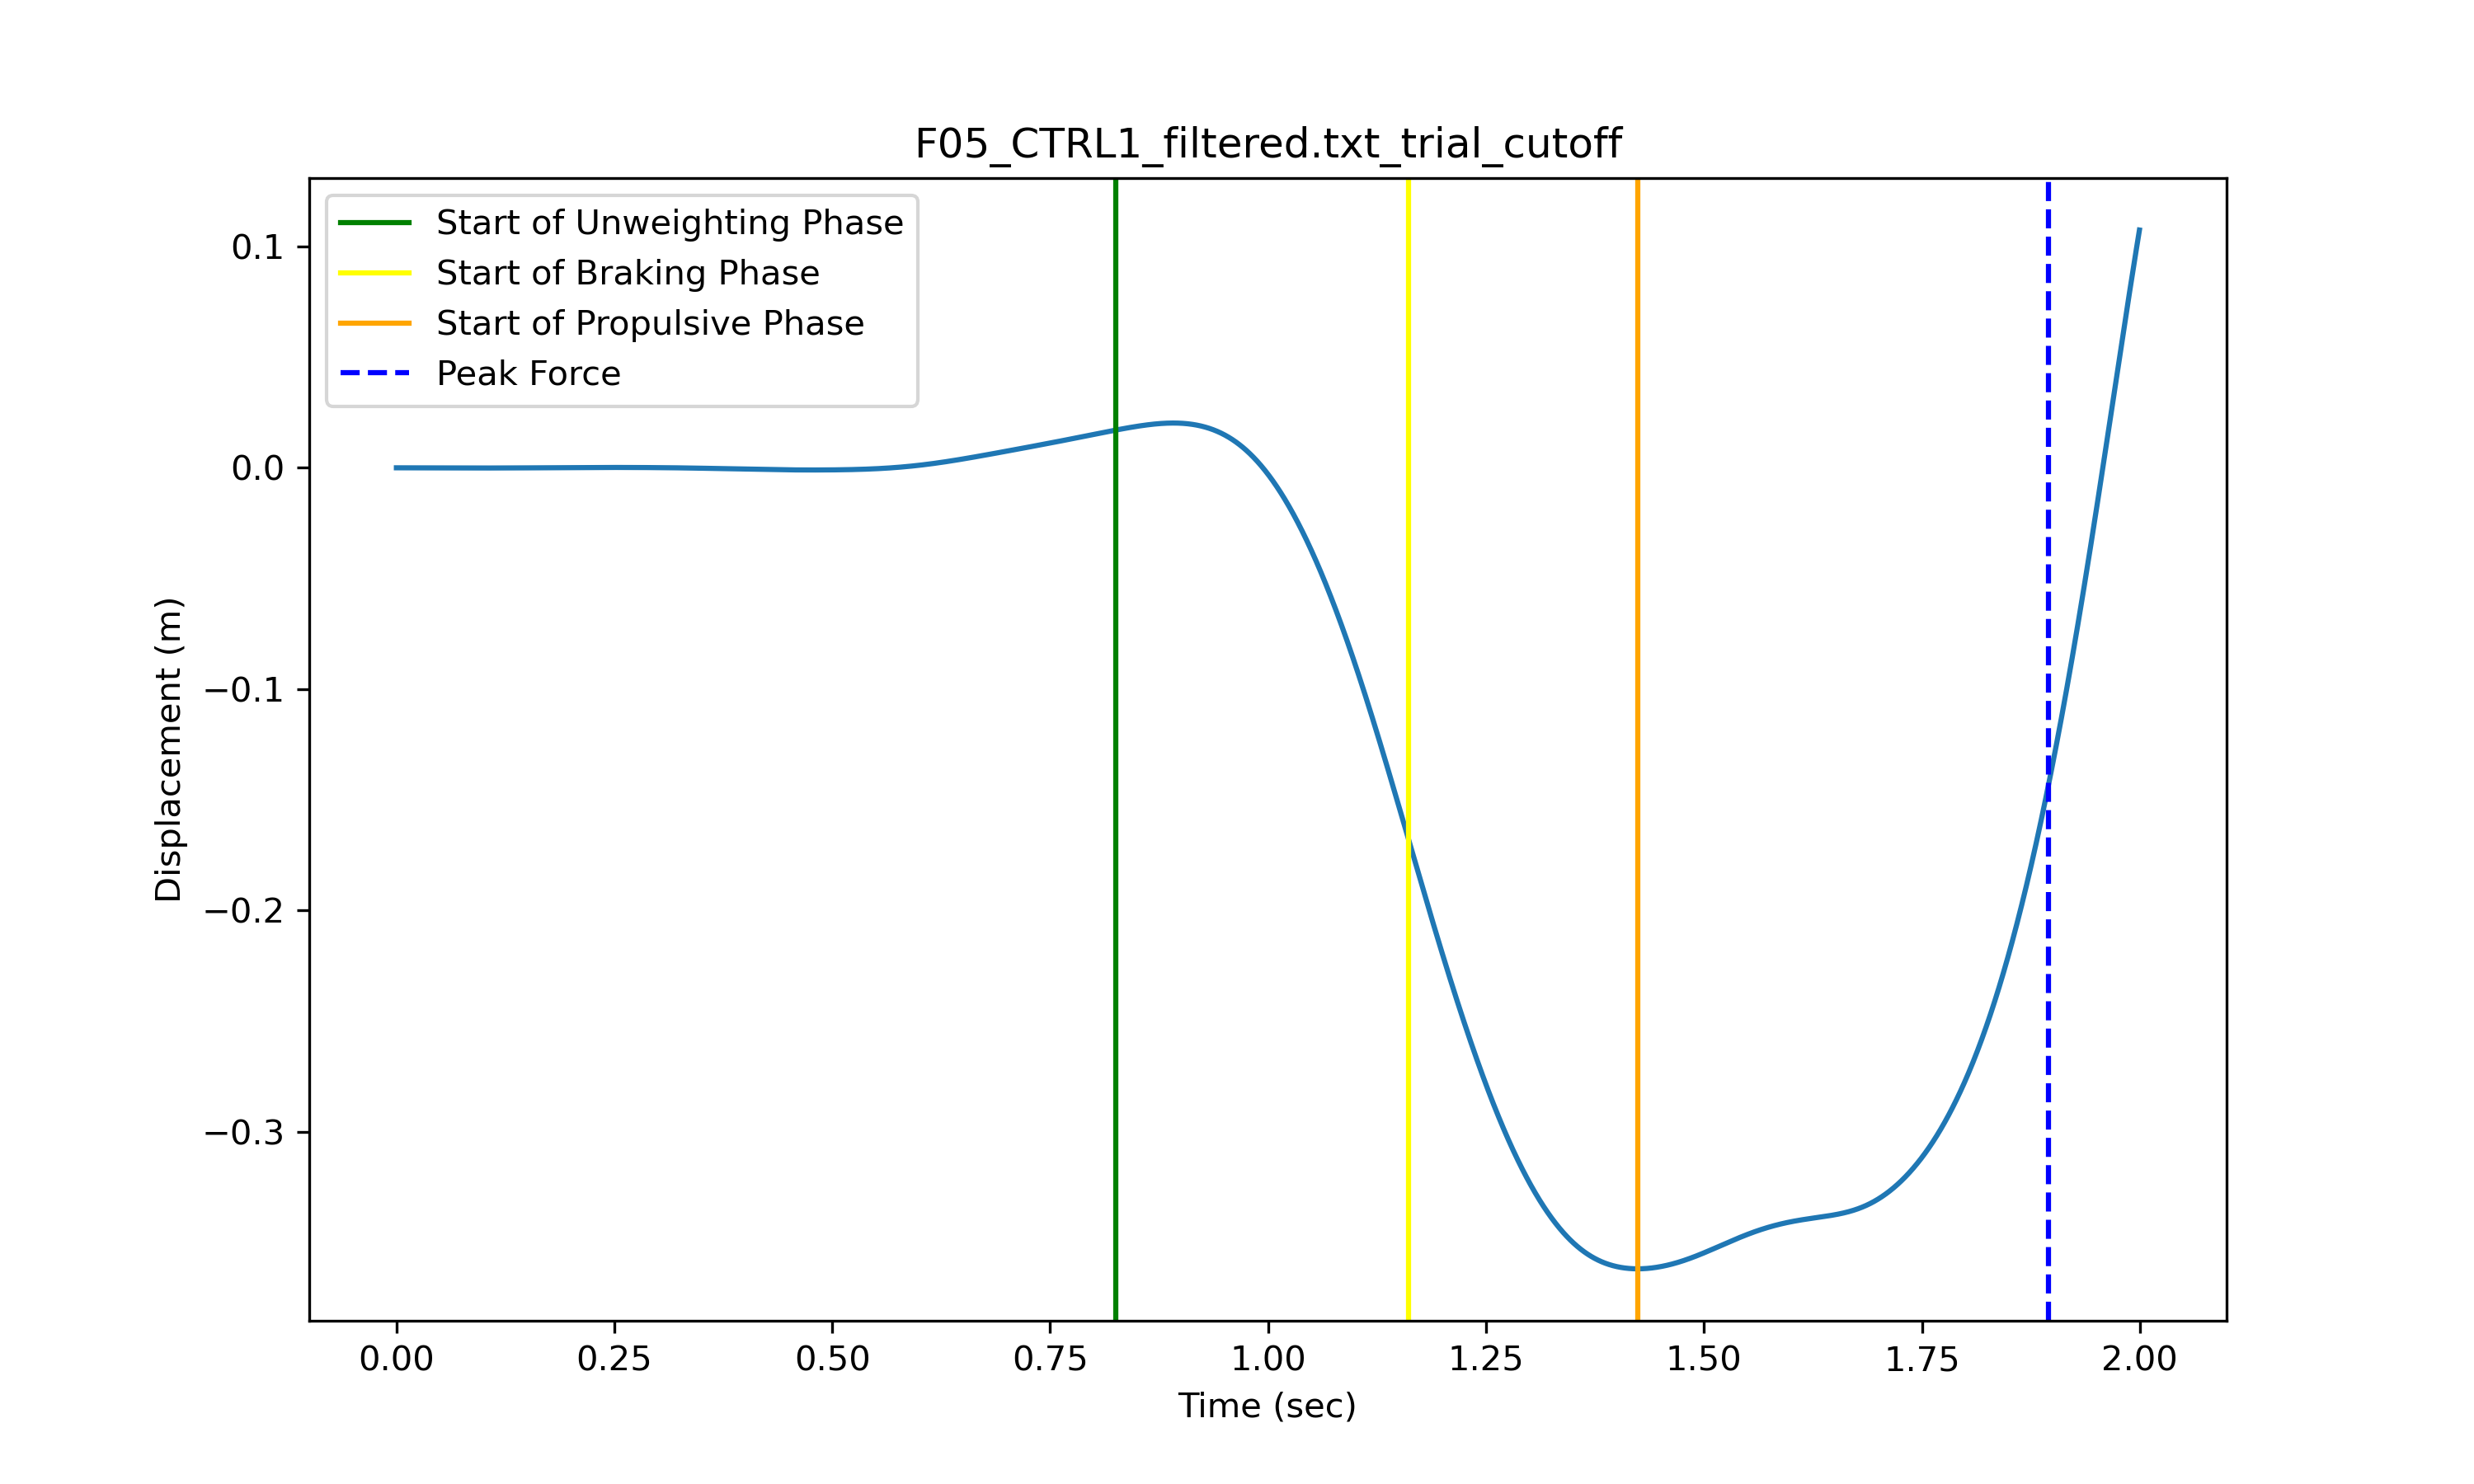 F05_CTRL1_filtered.txt_trial_cutoff
Start of Unweighting Phase
Start of Braking Phase
Start of Propulsive Phase
Peak Force
0.1
0.0
−0.1
−0.2
−0.3
Displacement (m)
0.00 0.25 0.50 0.75 1.00 1.25 1.50 1.75 2.00
Time (sec)